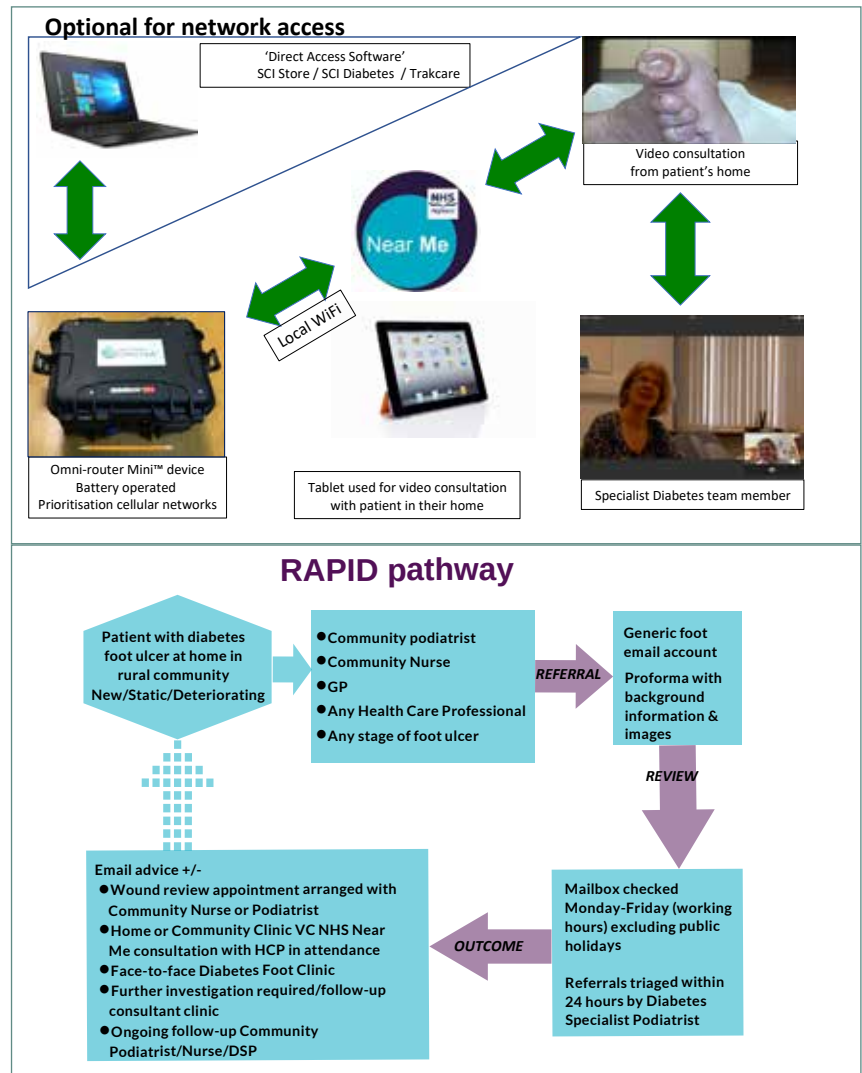 Optional for network access
'Direct Access Software'
SCI Store / SCI Diabetes / Trakcare
Video consultation
from patient's home
NHS
Near Me
Local WiFi
Omni-router Mini™ device
Battery operated
Prioritisation cellular networks
Tablet used for video consultation
with patient in their home
Specialist Diabetes team member
RAPID pathway
Patient with diabetes
foot ulcer at home in
rural community
New/Static/Deteriorating
●Community podiatrist
●Community Nurse
●GP
●Any Health Care Professional
●Any stage of foot ulcer
REFERRAL
Generic foot
email account
Proforma with
background
information &
images
REVIEW
Mailbox checked
Monday-Friday (working
hours) excluding public
holidays
Referrals triaged within
24 hours by Diabetes
Specialist Podiatrist
OUTCOME
Email advice +/-
●Wound review appointment arranged with
Community Nurse or Podiatrist
●Home or Community Clinic VC NHS Near
Me consultation with HCP in attendance
●Face-to-face Diabetes Foot Clinic
●Further investigation required/follow-up
consultant clinic
●Ongoing follow-up Community
Podiatrist/Nurse/DSP